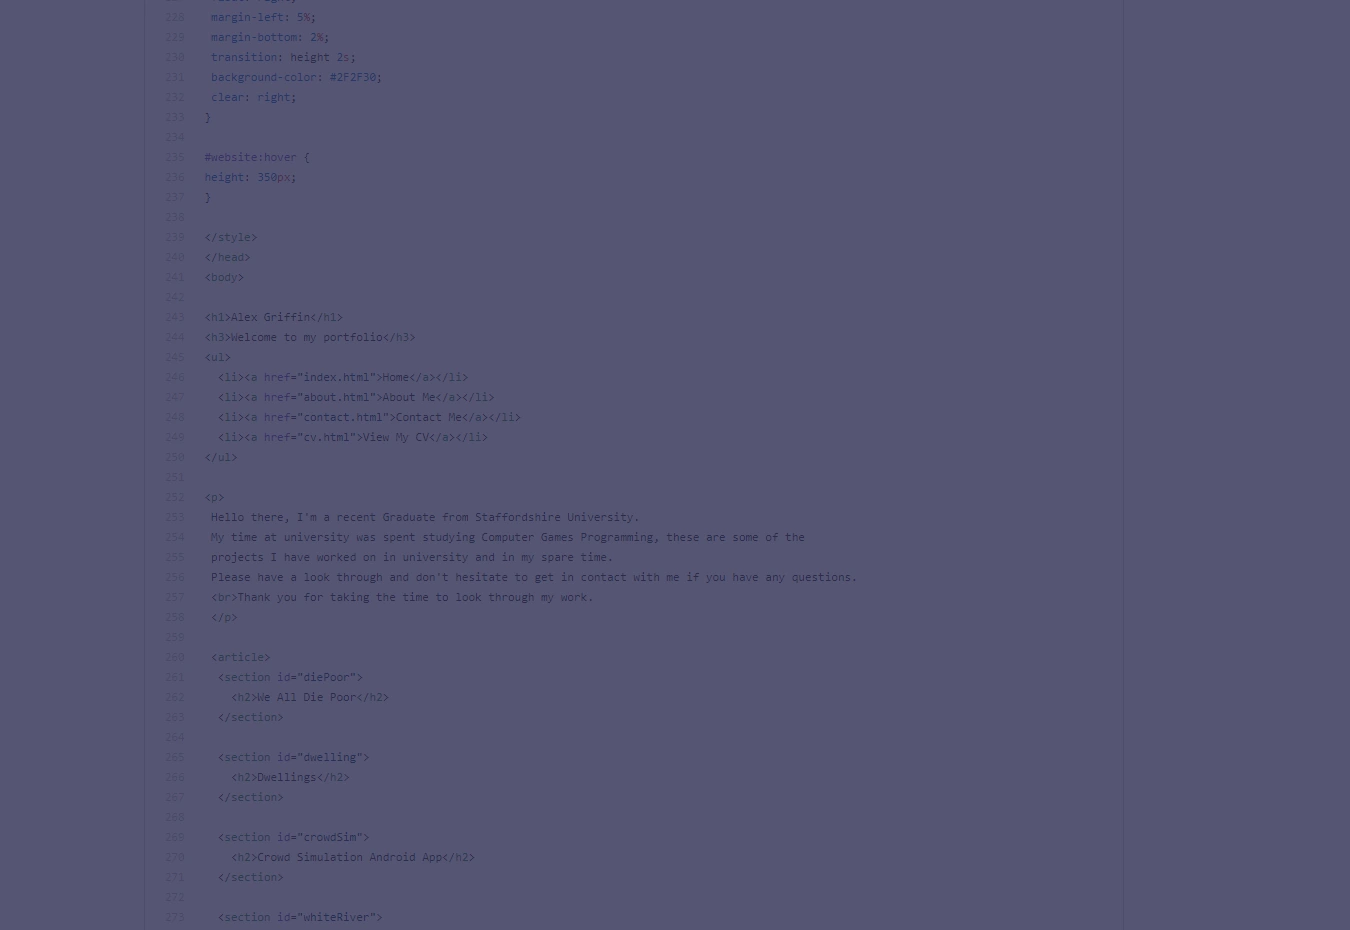 228 margin-left: 5%;
229 margin-bottom: 2%;
230 transition: height 2s;
231 background-color: #2F2F30;
232 clear: right;
233 }
234
235 #website:hover {
236 height: 350px;
237 }
238
239 </style>
240 </head>
241 <body>
242
243 <h1>Alex Griffin</h1>
244 <h3>Welcome to my portfolio</h3>
245 <ul>
246 <li><a href="index.html">Home</a></li>
247 <li><a href="about.html">About Me</a></li>
248 <li><a href="contact.html">Contact Me</a></li>
249 <li><a href="cv.html">View My CV</a></li>
250 </ul>
251
252 <p>
253 Hello there, I'm a recent Graduate from Staffordshire University.
254 My time at university was spent studying Computer Games Programming, these are some of the
255 projects I have worked on in university and in my spare time.
256 Please have a look through and don't hesitate to get in contact with me if you have any questions.
257 <br>Thank you for taking the time to look through my work.
258 </p>
259
260 <article>
261 <section id="diePoor">
262 <h2>We All Die Poor</h2>
263 </section>
264
265 <section id="dwelling">
266 <h2>Dwellings</h2>
267 </section>
268
269 <section id="crowdSim">
270 <h2>Crowd Simulation Android App</h2>
271 </section>
272
273 <section id="whiteRiver">